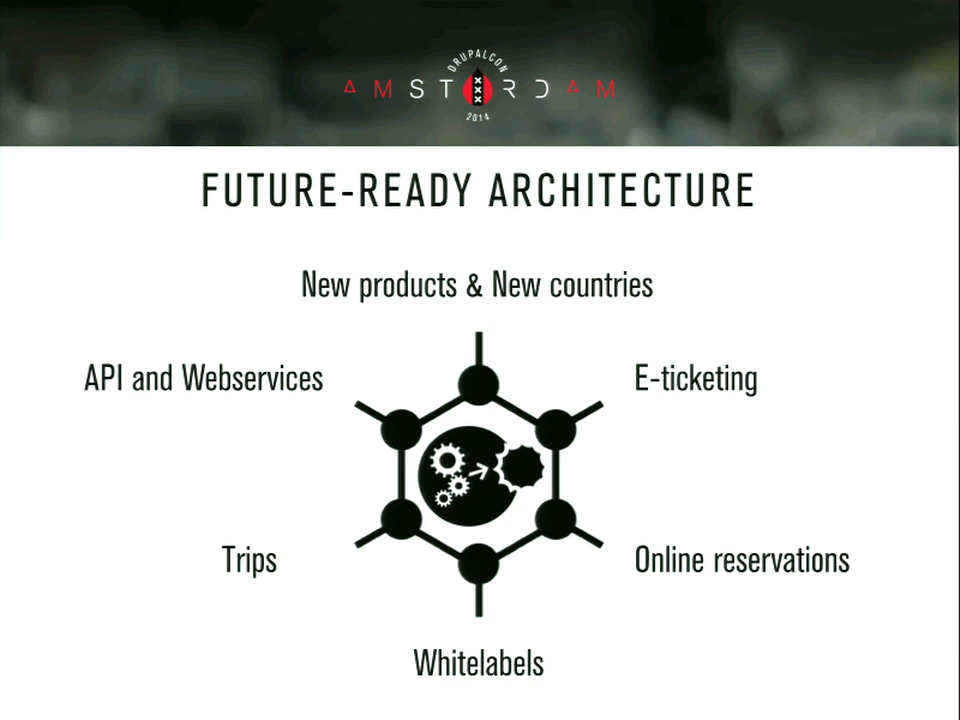 DRUPALCON
AMSTERDAM
2014
FUTURE-READY ARCHITECTURE
New products & New countries
API and Webservices
E-ticketing
Trips
Online reservations
Whitelabels